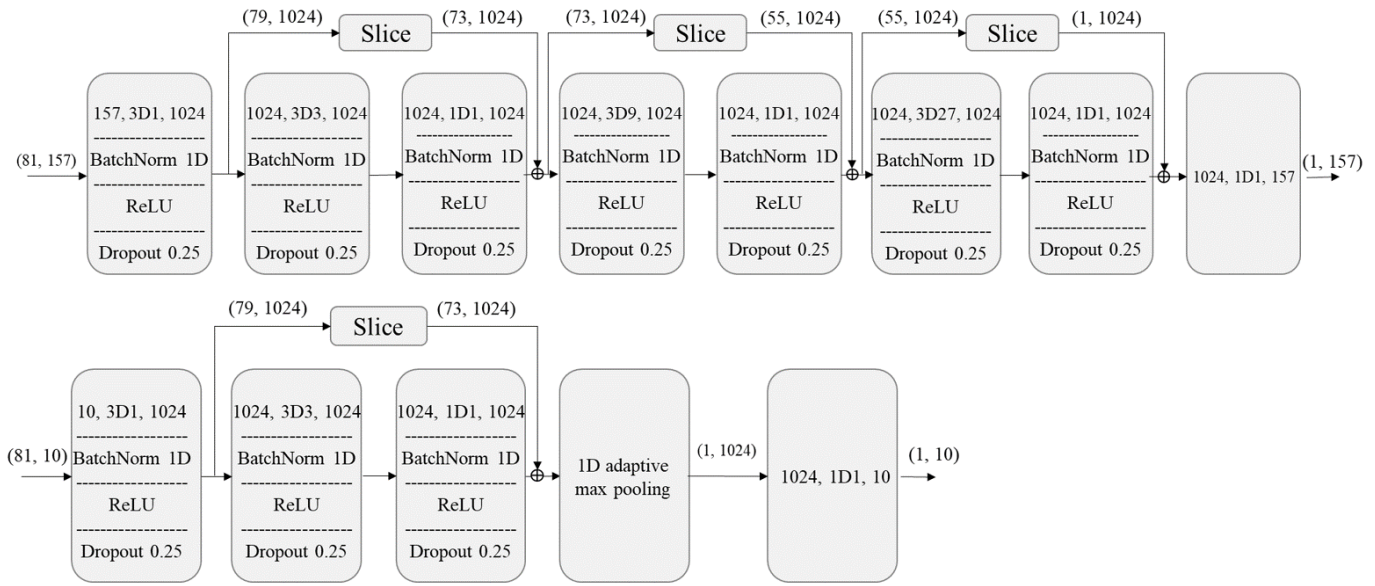 (79, 1024)
Slice
(73, 1024)
(73, 1024)
Slice
(55, 1024)
(55, 1024)
Slice
(1, 1024)
(81, 157)
157, 3D1, 1024
BatchNorm 1D
ReLU
Dropout 0.25
1024, 3D3, 1024
BatchNorm 1D
ReLU
Dropout 0.25
1024, 1D1, 1024
BatchNorm 1D
ReLU
Dropout 0.25
1024, 3D9, 1024
BatchNorm 1D
ReLU
Dropout 0.25
1024, 1D1, 1024
BatchNorm 1D
ReLU
Dropout 0.25
1024, 3D27, 1024
BatchNorm 1D
ReLU
Dropout 0.25
1024, 1D1, 1024
BatchNorm 1D
ReLU
Dropout 0.25
1024, 1D1, 157
(1, 157)
(79, 1024)
Slice
(73, 1024)
(81, 10)
10, 3D1, 1024
BatchNorm 1D
ReLU
Dropout 0.25
1024, 3D3, 1024
BatchNorm 1D
ReLU
Dropout 0.25
1024, 1D1, 1024
BatchNorm 1D
ReLU
Dropout 0.25
1D adaptive
max pooling
(1, 1024)
1024, 1D1, 10
(1, 10)